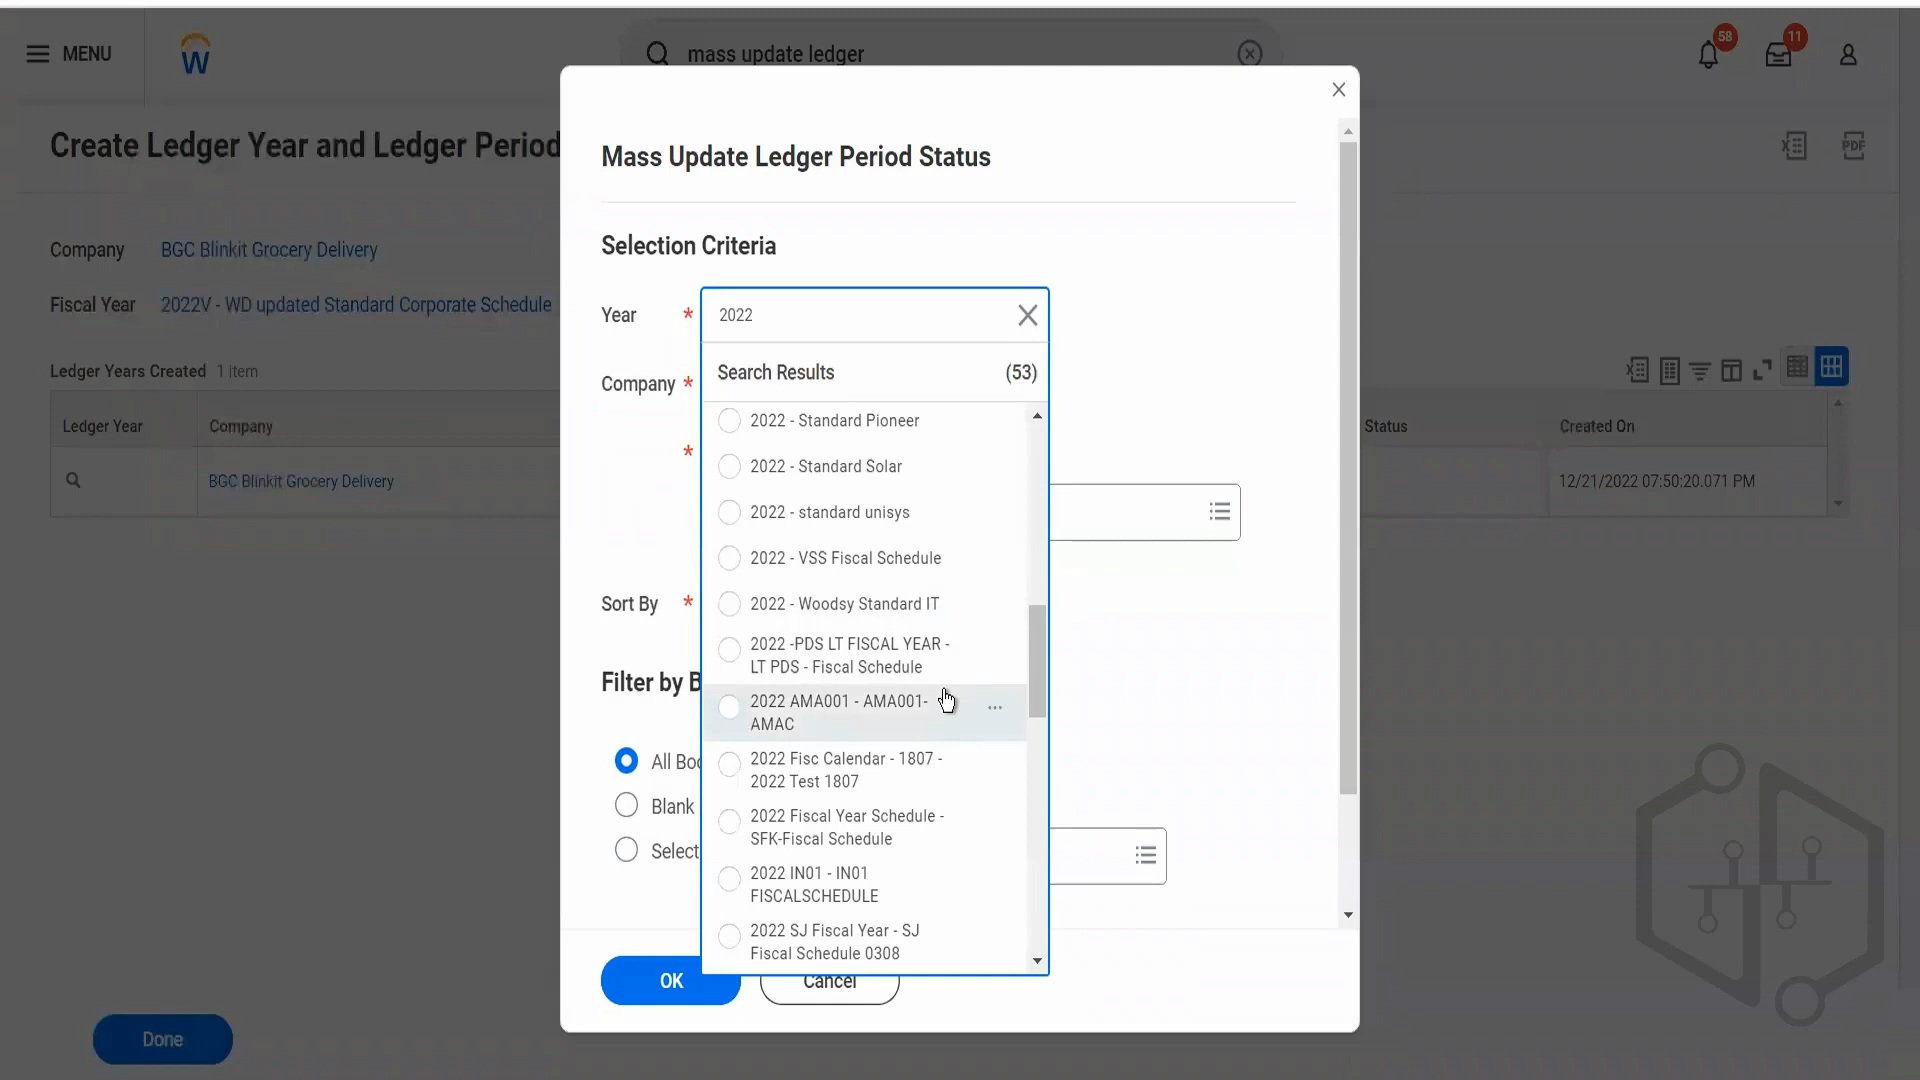 MENU
W
mass update ledger
58
11
Create Ledger Year and Ledger Period
PDF
Company BGC Blinkit Grocery Delivery
Fiscal Year 2022V - WD updated Standard Corporate Schedule
Ledger Years Created 1 item
Ledger Year Company
BGC Blinkit Grocery Delivery
Status Created On
12/21/2022 07:50:20.071 PM
Done
Mass Update Ledger Period Status
Selection Criteria
Year * 2022
Company *
*
Sort By *
Search Results (53)
2022 - Standard Pioneer
2022 - Standard Solar
2022 - standard unisys
2022 - VSS Fiscal Schedule
2022 - Woodsy Standard IT
2022 -PDS LT FISCAL YEAR -
LT PDS - Fiscal Schedule
2022 AMA001 - AMA001-
AMAC
2022 Fisc Calendar - 1807 -
2022 Test 1807
2022 Fiscal Year Schedule -
SFK-Fiscal Schedule
2022 IN01 - IN01
FISCALSCHEDULE
2022 SJ Fiscal Year - SJ
Fiscal Schedule 0308
Filter by B
All Boo
Blank
Select
OK
Cancel